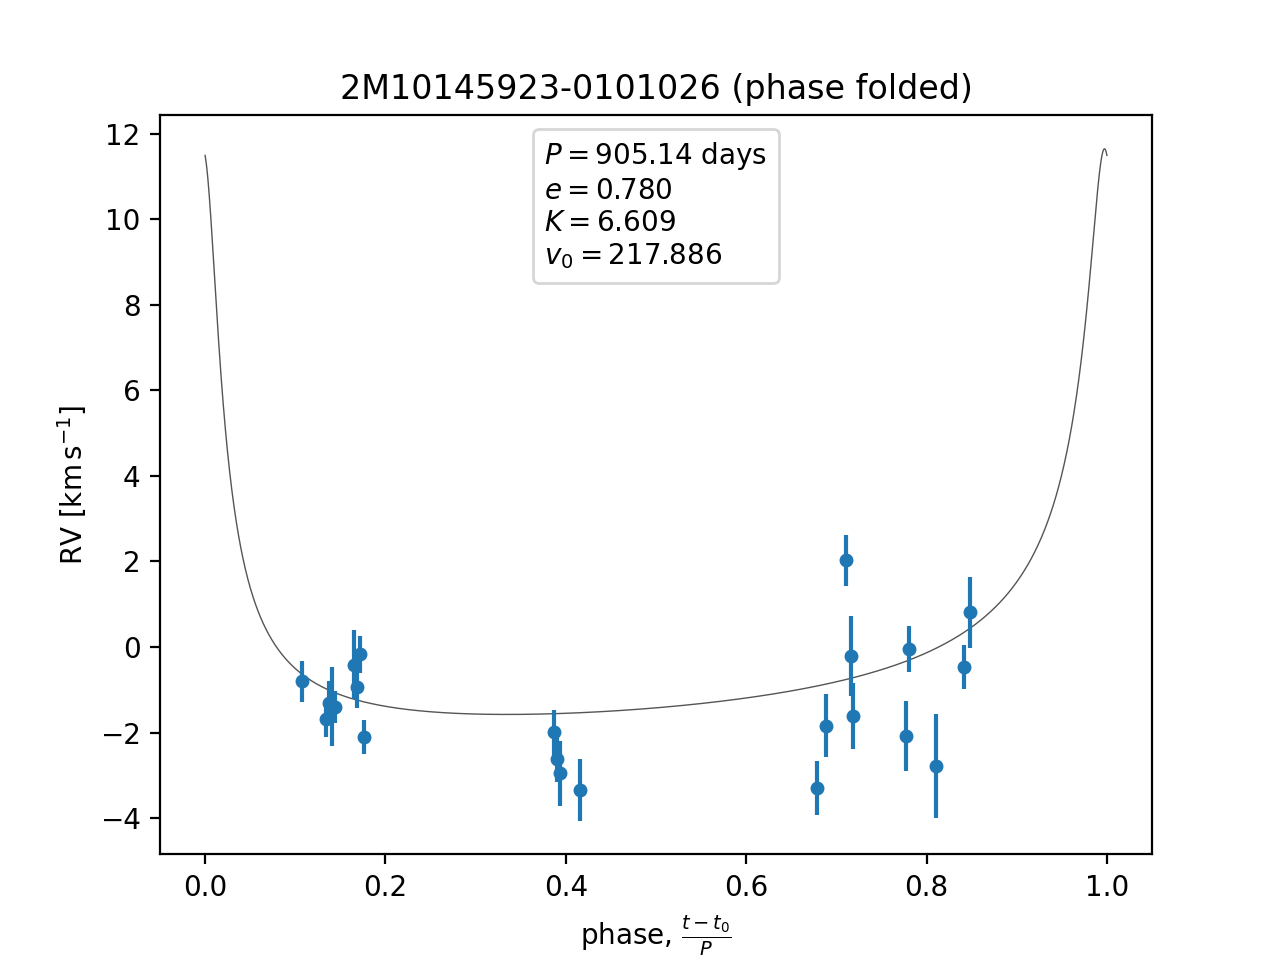 2M10145923-0101026 (phase folded)
P = 905.14 days
e = 0.780
K = 6.609
v₀ = 217.886
RV [km s⁻¹]
12
10
8
6
4
2
0
−2
−4
0.0 0.2 0.4 0.6 0.8 1.0
phase, (t − t₀)/P